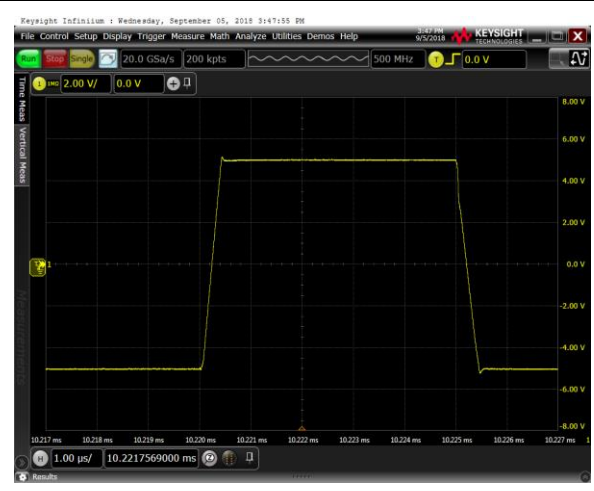 Keysight Infiniium : Wednesday, September 05, 2018 3:47:55 PM
File Control Setup Display Trigger Measure Math Analyze Utilities Demos Help
3:47 PM
9/5/2018
KEYSIGHT
TECHNOLOGIES
Run Stop Single 20.0 GSa/s 200 kpts 500 MHz T 0.0 V
1 2.00 V/ 0.0 V
Time Meas
Vertical Meas
Measurements
8.00 V
6.00 V
4.00 V
2.00 V
0.0 V
-2.00 V
-4.00 V
-6.00 V
-8.00 V
1
10.217 ms 10.218 ms 10.219 ms 10.220 ms 10.221 ms 10.222 ms 10.223 ms 10.224 ms 10.225 ms 10.226 ms 10.227 ms 1
H 1.00 µs/ 10.2217569000 ms
Results